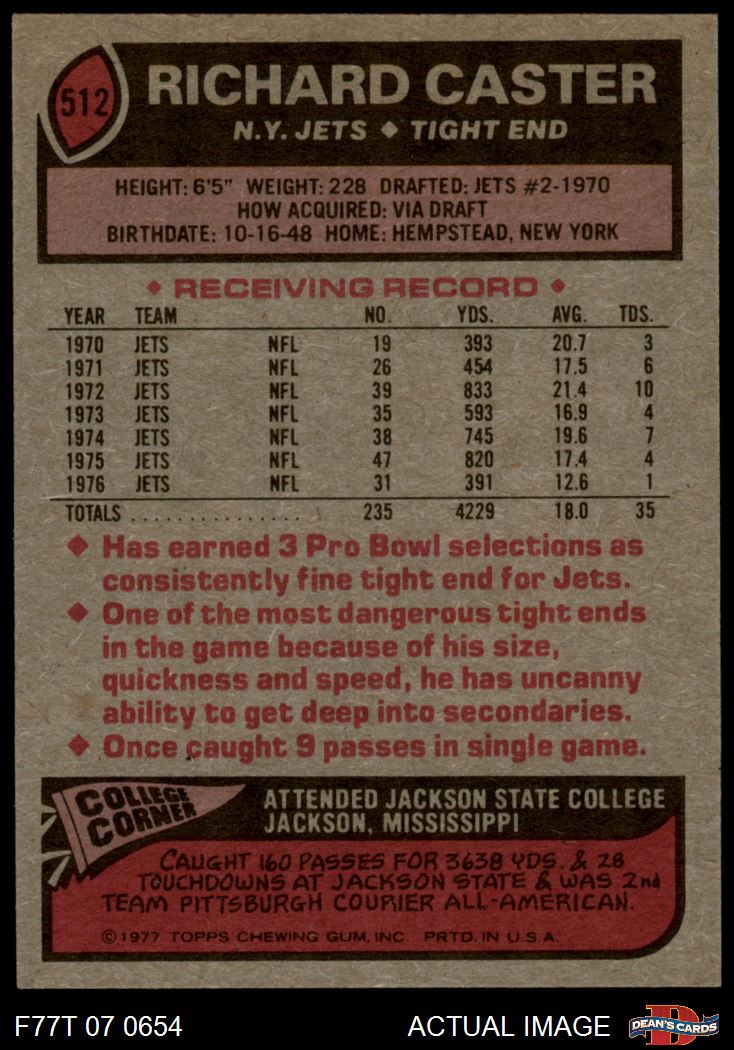 512
RICHARD CASTER
N.Y. JETS ◆ TIGHT END
HEIGHT: 6'5" WEIGHT: 228 DRAFTED: JETS #2-1970
HOW ACQUIRED: VIA DRAFT
BIRTHDATE: 10-16-48 HOME: HEMPSTEAD, NEW YORK
◆ RECEIVING RECORD ◆
YEAR TEAM NO. YDS. AVG. TDS.
1970 JETS NFL 19 393 20.7 3
1971 JETS NFL 26 454 17.5 6
1972 JETS NFL 39 833 21.4 10
1973 JETS NFL 35 593 16.9 4
1974 JETS NFL 38 745 19.6 7
1975 JETS NFL 47 820 17.4 4
1976 JETS NFL 31 391 12.6 1
TOTALS ................ 235 4229 18.0 35
◆ Has earned 3 Pro Bowl selections as
consistently fine tight end for Jets.
◆ One of the most dangerous tight ends
in the game because of his size,
quickness and speed, he has uncanny
ability to get deep into secondaries.
◆ Once caught 9 passes in single game.
COLLEGE
CORNER
ATTENDED JACKSON STATE COLLEGE
JACKSON, MISSISSIPPI
CAUGHT 160 PASSES FOR 3638 YDS. & 28
TOUCHDOWNS AT JACKSON STATE & WAS 2nd
TEAM PITTSBURGH COURIER ALL-AMERICAN.
©1977 TOPPS CHEWING GUM, INC. PRTD. IN U.S.A.
F77T 07 0654
ACTUAL IMAGE
D
DEAN'S CARDS